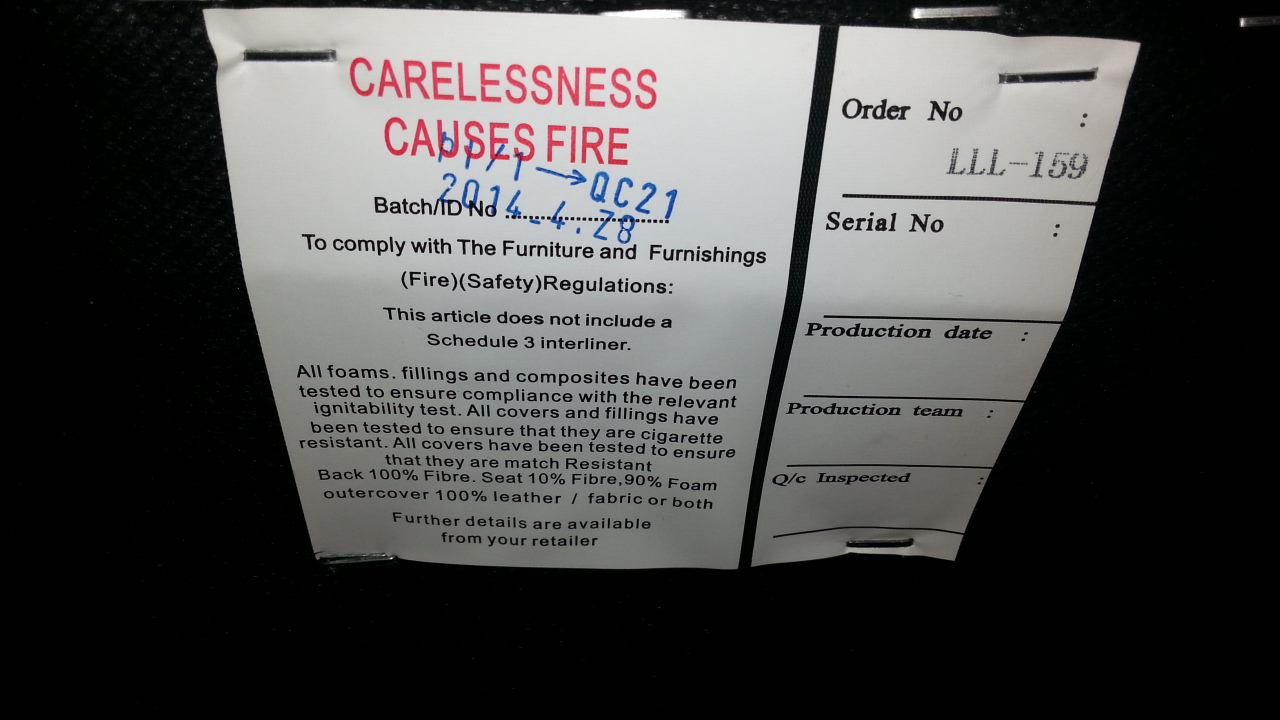 CARELESSNESS
CAUSES FIRE
→QC21
2014.4.28
Batch/ID No ..............................
To comply with The Furniture and Furnishings
(Fire)(Safety)Regulations:
This article does not include a
Schedule 3 interliner.
All foams. fillings and composites have been
tested to ensure compliance with the relevant
ignitability test. All covers and fillings have
been tested to ensure that they are cigarette
resistant. All covers have been tested to ensure
that they are match Resistant
Back 100% Fibre. Seat 10% Fibre,90% Foam
outercover 100% leather / fabric or both
Further details are available
from your retailer
Order No :
LLL-159
Serial No :
Production date :
Production team :
Q/c Inspected :